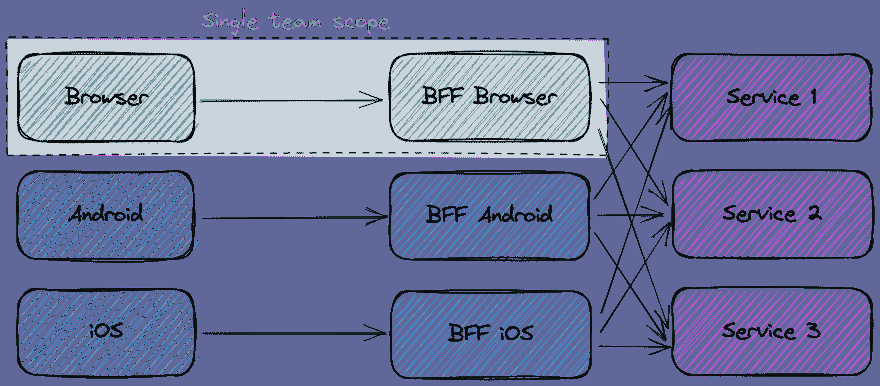 Single team scope
Browser
BFF Browser
Service 1
Android
BFF Android
Service 2
iOS
BFF iOS
Service 3